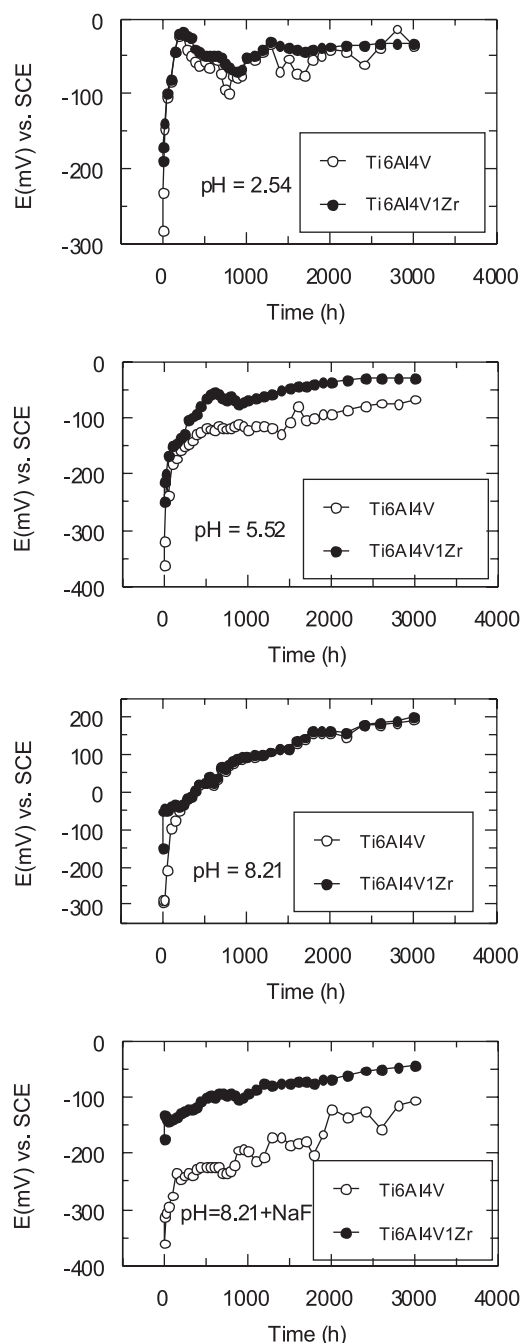 E(mV) vs. SCE
0
-100
-200
-300
Ti6Al4V
Ti6Al4V1Zr
pH = 2.54
0 1000 2000 3000 4000
Time (h)
E(mV) vs. SCE
0
-100
-200
-300
-400
Ti6Al4V
Ti6Al4V1Zr
pH = 5.52
0 1000 2000 3000 4000
Time (h)
E(mV) vs. SCE
200
100
0
-100
-200
-300
Ti6Al4V
Ti6Al4V1Zr
pH = 8.21
0 1000 2000 3000 4000
Time (h)
E(mV) vs. SCE
0
-100
-200
-300
-400
Ti6Al4V
Ti6Al4V1Zr
pH=8.21+NaF
0 1000 2000 3000 4000
Time (h)